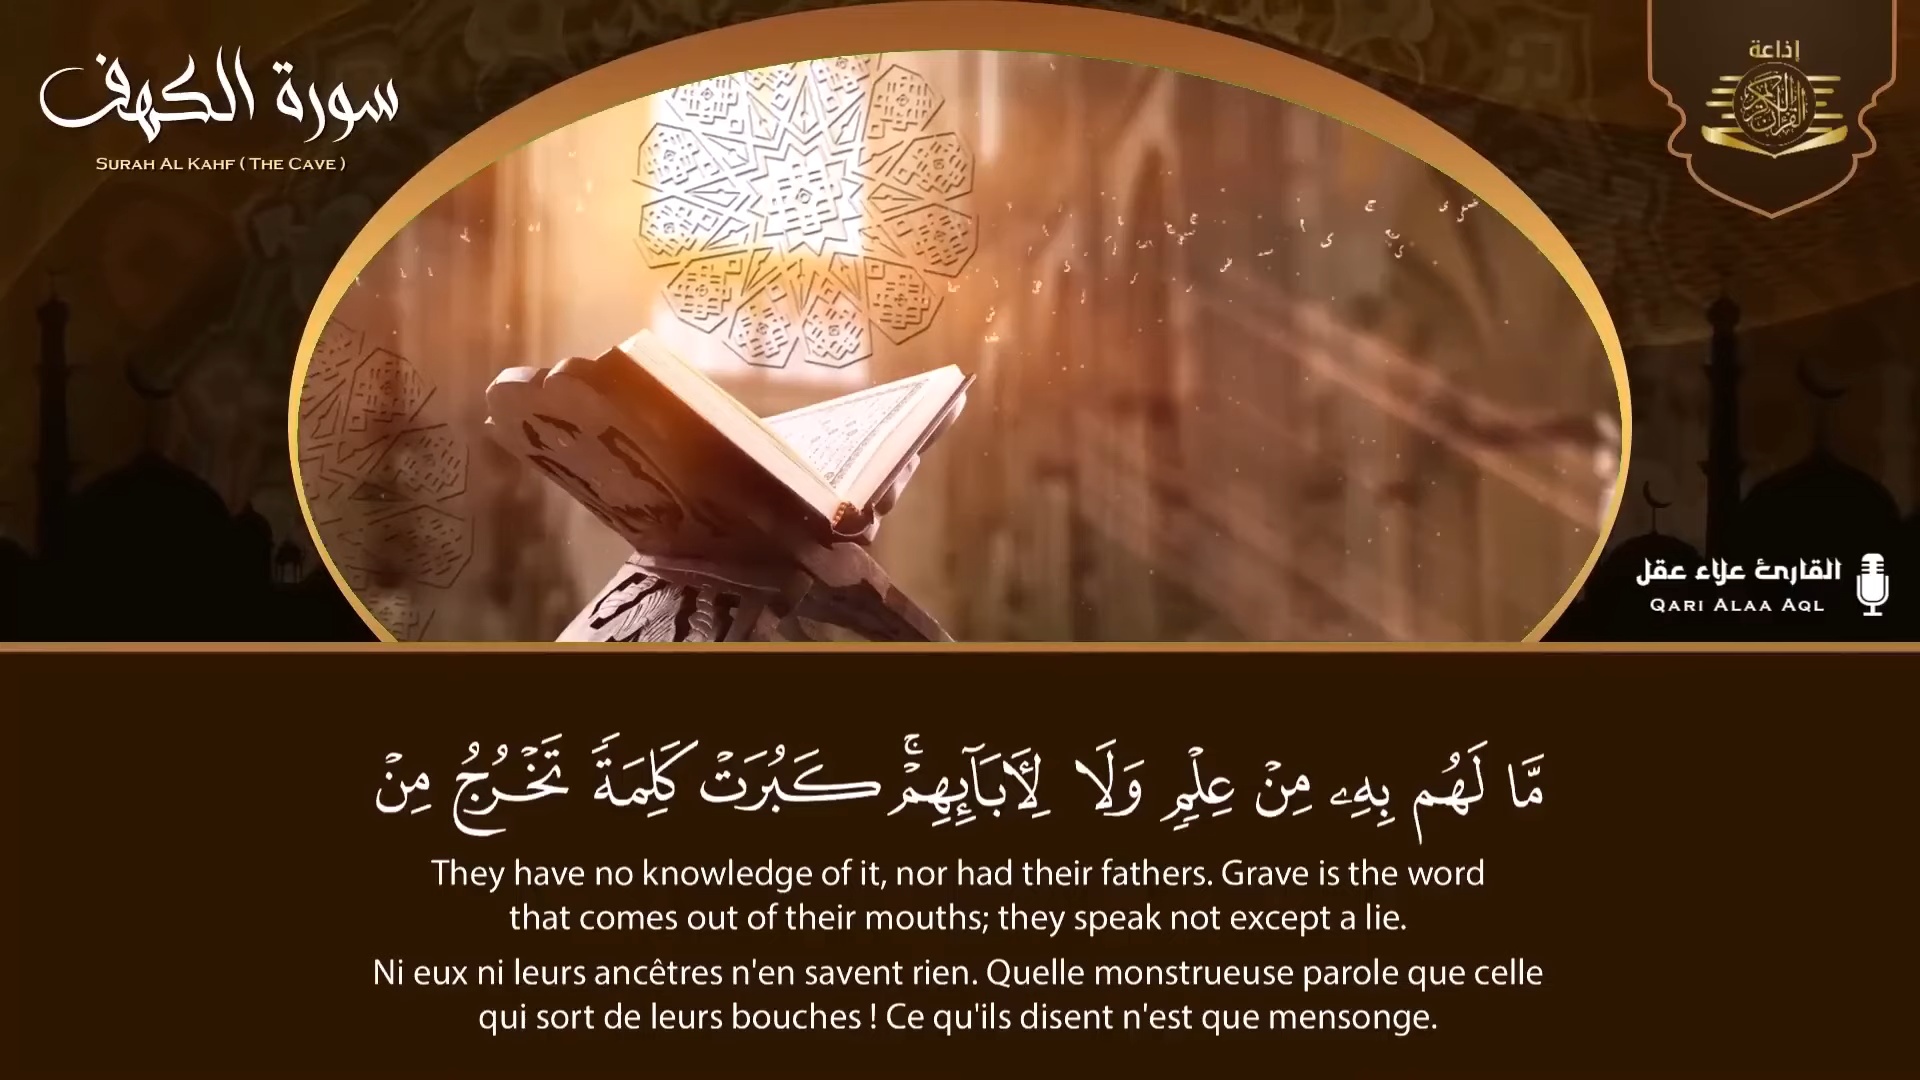 سورة الكهف
SURAH AL KAHF ( THE CAVE )
إذاعة
القرآن الكريم
القارئ علاء عقل
QARI ALAA AQL
مَّا لَهُم بِهِۦ مِنْ عِلْمٍ وَلَا لِأٓبَآئِهِمْ ۚ كَبُرَتْ كَلِمَةً تَخْرُجُ مِنْ
They have no knowledge of it, nor had their fathers. Grave is the word
that comes out of their mouths; they speak not except a lie.
Ni eux ni leurs ancêtres n'en savent rien. Quelle monstrueuse parole que celle
qui sort de leurs bouches ! Ce qu'ils disent n'est que mensonge.